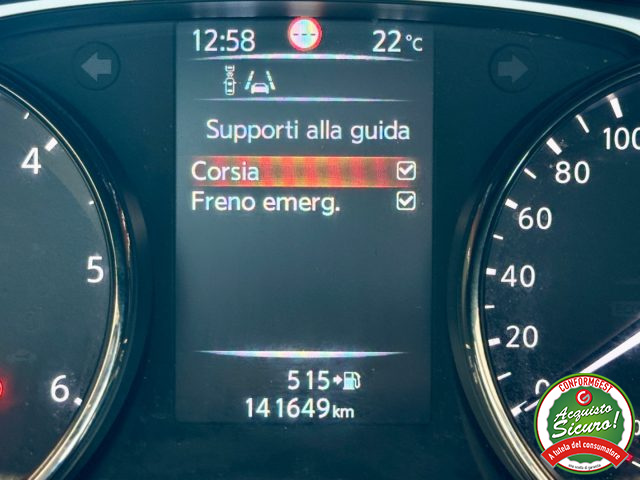 12:58 -- 22 °C
Supporti alla guida
Corsia
Freno emerg.
515
141649 km
4
5
6
100
80
60
40
20
0
CONFORMGEST
Acquisto
Sicuro!
A tutela del consumatore